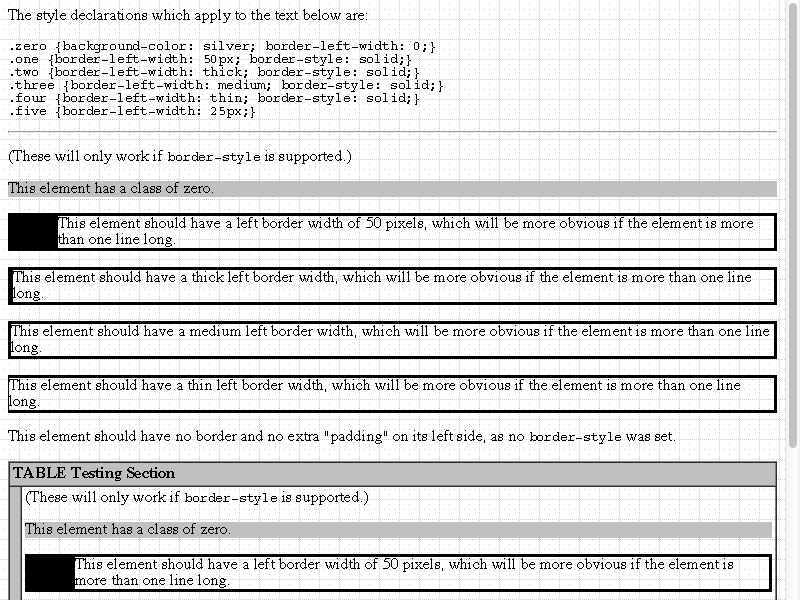 The style declarations which apply to the text below are:
.zero {background-color: silver; border-left-width: 0;}
.one {border-left-width: 50px; border-style: solid;}
.two {border-left-width: thick; border-style: solid;}
.three {border-left-width: medium; border-style: solid;}
.four {border-left-width: thin; border-style: solid;}
.five {border-left-width: 25px;}
(These will only work if border-style is supported.)
This element has a class of zero.
This element should have a left border width of 50 pixels, which will be more obvious if the element is more
than one line long.
This element should have a thick left border width, which will be more obvious if the element is more than one line
long.
This element should have a medium left border width, which will be more obvious if the element is more than one line
long.
This element should have a thin left border width, which will be more obvious if the element is more than one line
long.
This element should have no border and no extra "padding" on its left side, as no border-style was set.
TABLE Testing Section
(These will only work if border-style is supported.)
This element has a class of zero.
This element should have a left border width of 50 pixels, which will be more obvious if the element is
more than one line long.